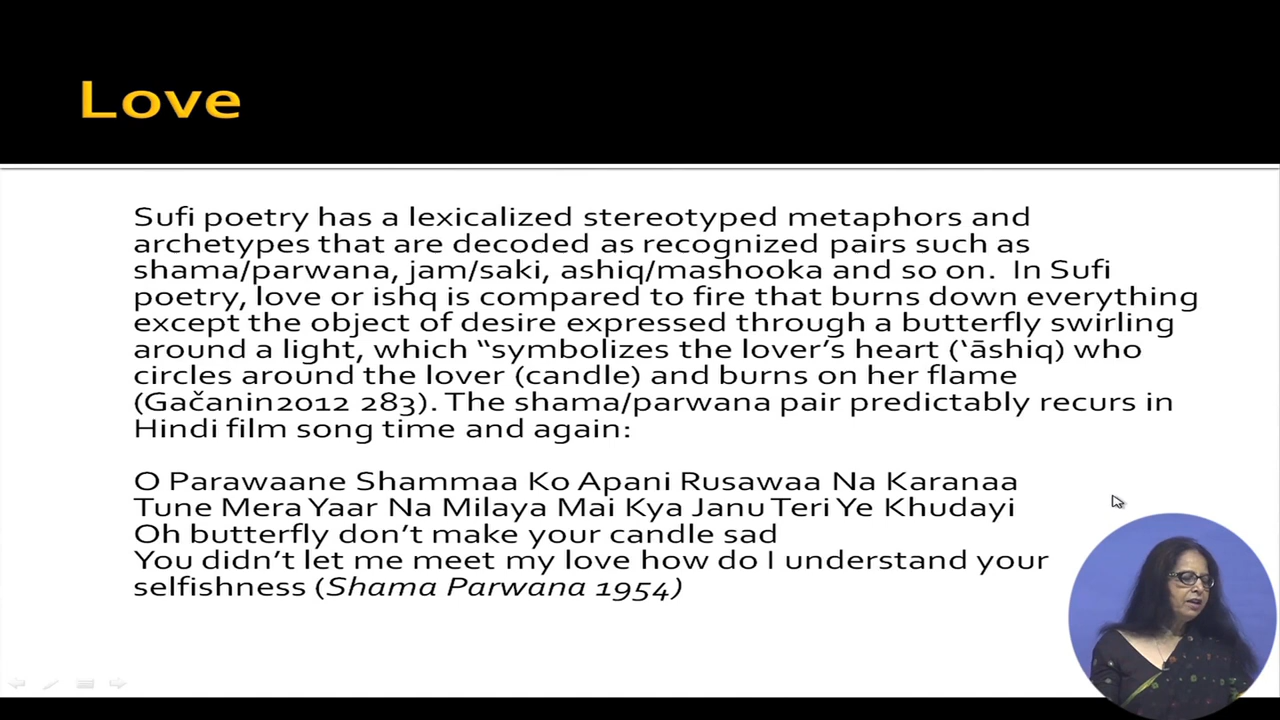 Love
Sufi poetry has a lexicalized stereotyped metaphors and
archetypes that are decoded as recognized pairs such as
shama/parwana, jam/saki, ashiq/mashooka and so on.  In Sufi
poetry, love or ishq is compared to fire that burns down everything
except the object of desire expressed through a butterfly swirling
around a light, which “symbolizes the lover’s heart (‘āshiq) who
circles around the lover (candle) and burns on her flame
(Gačanin2012 283). The shama/parwana pair predictably recurs in
Hindi film song time and again:
O Parawaane Shammaa Ko Apani Rusawaa Na Karanaa
Tune Mera Yaar Na Milaya Mai Kya Janu Teri Ye Khudayi
Oh butterfly don’t make your candle sad
You didn’t let me meet my love how do I understand your
selfishness (Shama Parwana 1954)